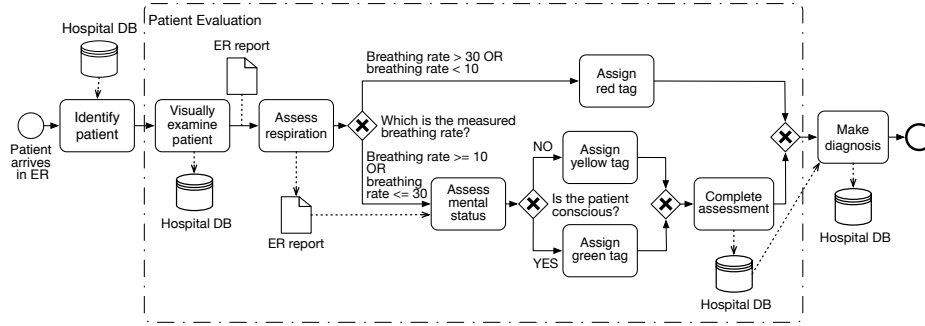 Hospital DB
Patient Evaluation
ER report
Breathing rate > 30 OR
breathing rate < 10
Assign
red tag
Identify
patient
Visually
examine
patient
Assess
respiration
Which is the measured
breathing rate?
Make
diagnosis
Patient
arrives
in ER
Breathing rate >= 10
OR
breathing
rate <= 30
NO
Assign
yellow tag
Hospital DB
Assess
mental
status
Is the patient
conscious?
Complete
assessment
ER report
YES
Assign
green tag
Hospital DB
Hospital DB